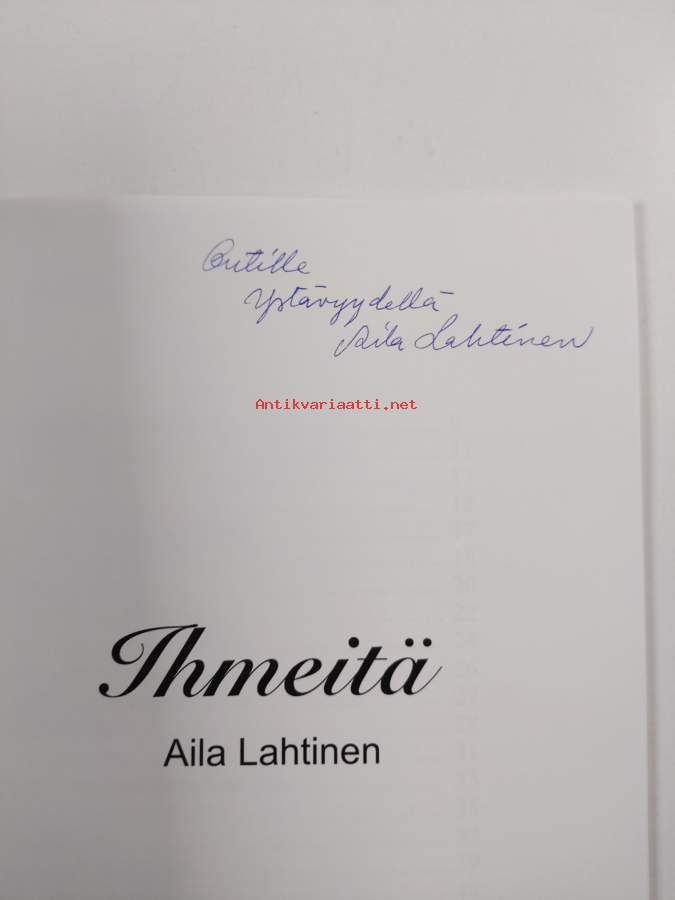 Outille
Ystävyydellä
Aila Lahtinen
Antikvariaatti.net
Ihmeitä
Aila Lahtinen